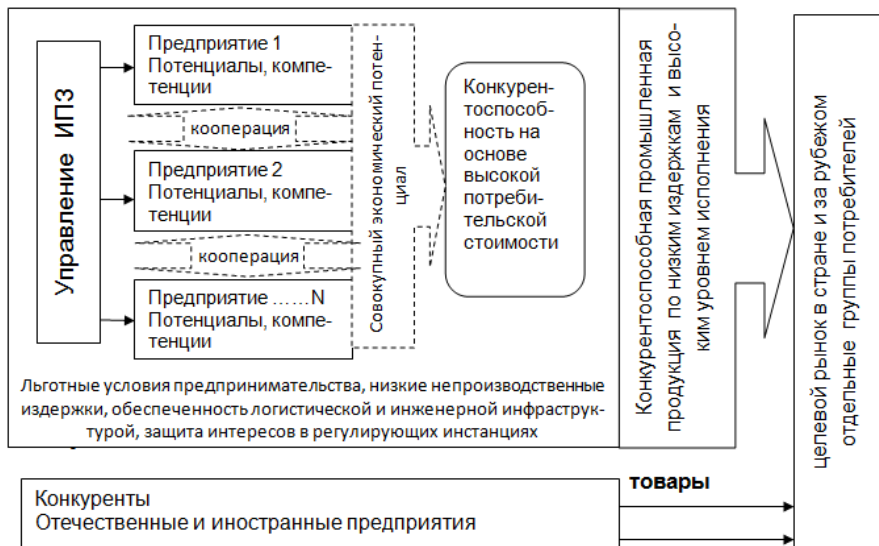 Управление ИПЗ
Предприятие 1
Потенциалы, компе-
тенции
кооперация
Предприятие 2
Потенциалы, компе-
тенции
кооперация
Предприятие ......N
Потенциалы, компе-
тенции
Совокупный экономический потен-
циал
Конкурен-
тоспособ-
ность на
основе
высокой
потреби-
тельской
стоимости
Льготные условия предпринимательства, низкие непроизводственные
издержки, обеспеченность логистической и инженерной инфраструк-
турой, защита интересов в регулирующих инстанциях
Конкурентоспособная промышленная
продукция по низким издержкам и высо-
ким уровнем исполнения
целевой рынок в стране и за рубежом
отдельные группы потребителей
товары
Конкуренты
Отечественные и иностранные предприятия